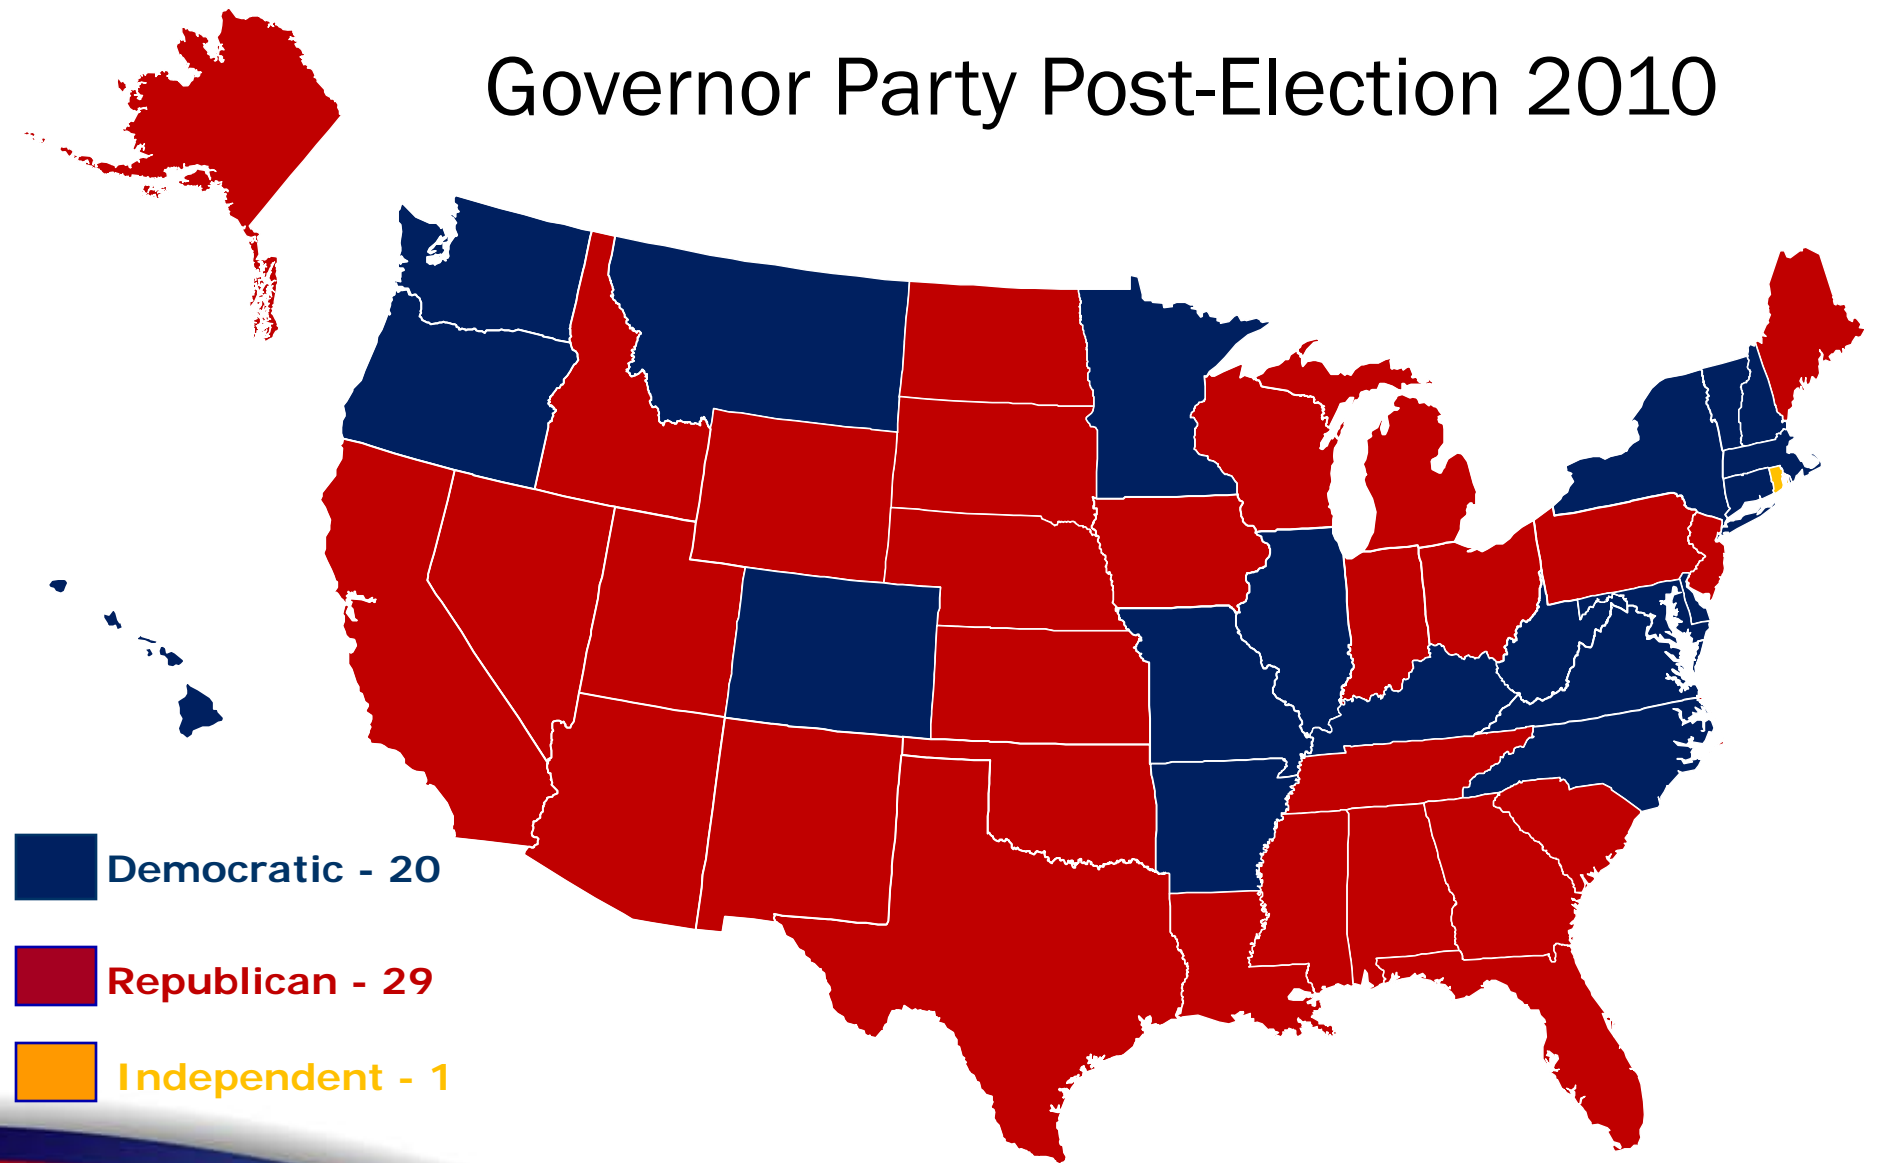 Governor Party Post-Election 2010
Democratic - 20
Republican - 29
Independent - 1